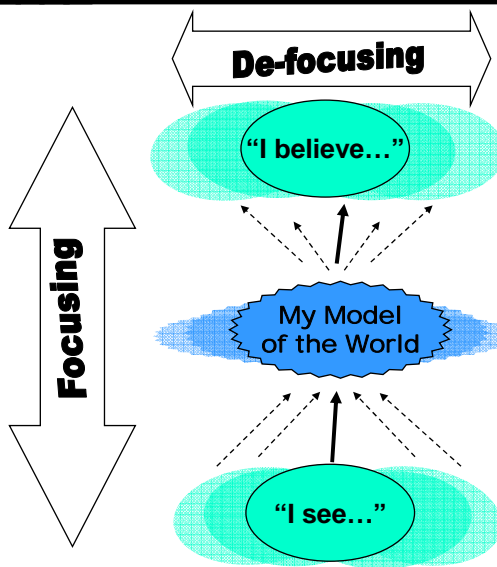 De-focusing
“I believe…”
Focusing
My Model
of the World
“I see…”